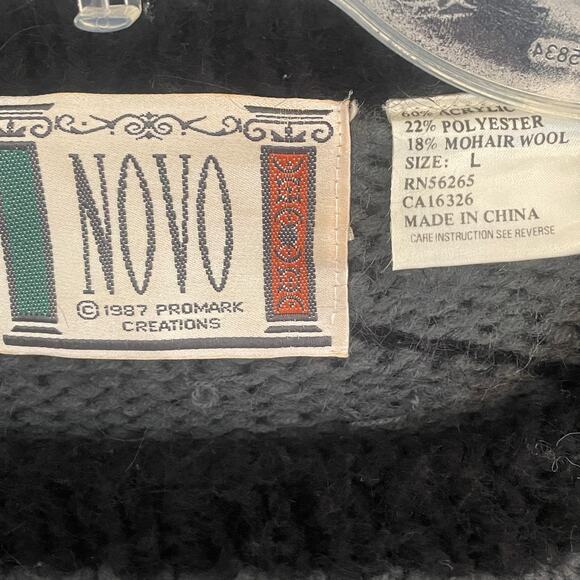 NOVO
© 1987 PROMARK
CREATIONS
ACRYLIC
22% POLYESTER
18% MOHAIR WOOL
SIZE: L
RN56265
CA16326
MADE IN CHINA
CARE INSTRUCTION SEE REVERSE